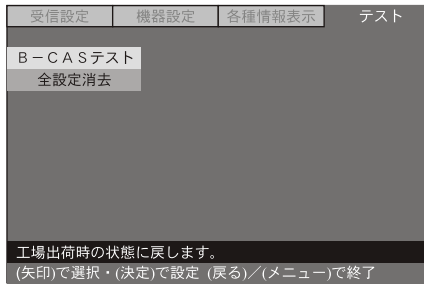 受信設定 機器設定 各種情報表示 テスト
Ｂ－ＣＡＳテスト
全設定消去
工場出荷時の状態に戻します。
(矢印)で選択・(決定)で設定 (戻る)／(メニュー)で終了